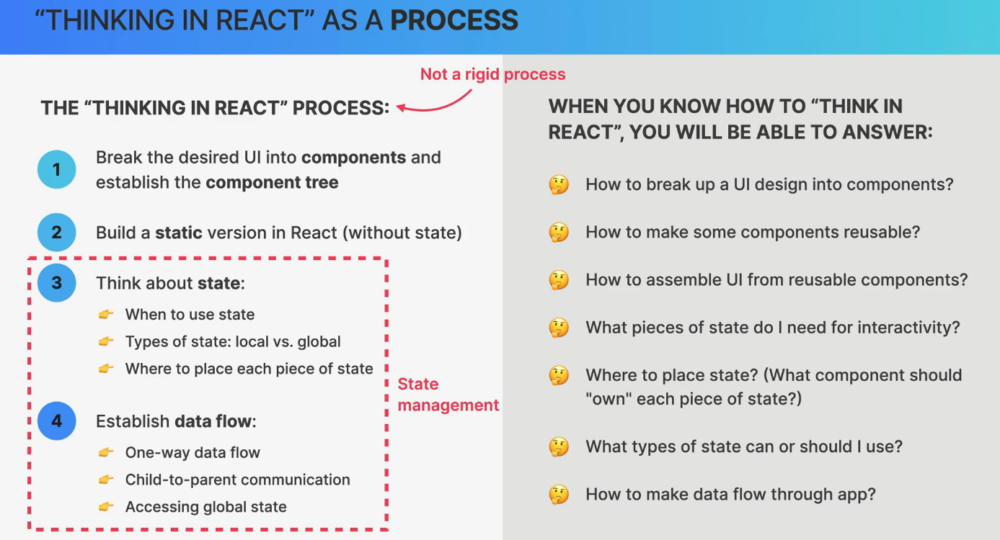 “THINKING IN REACT” AS A PROCESS
Not a rigid process
THE “THINKING IN REACT” PROCESS:
1
Break the desired UI into components and
establish the component tree
2
Build a static version in React (without state)
3
Think about state:
When to use state
Types of state: local vs. global
Where to place each piece of state
4
Establish data flow:
One-way data flow
Child-to-parent communication
Accessing global state
State
management
WHEN YOU KNOW HOW TO “THINK IN
REACT”, YOU WILL BE ABLE TO ANSWER:
How to break up a UI design into components?
How to make some components reusable?
How to assemble UI from reusable components?
What pieces of state do I need for interactivity?
Where to place state? (What component should
"own" each piece of state?)
What types of state can or should I use?
How to make data flow through app?